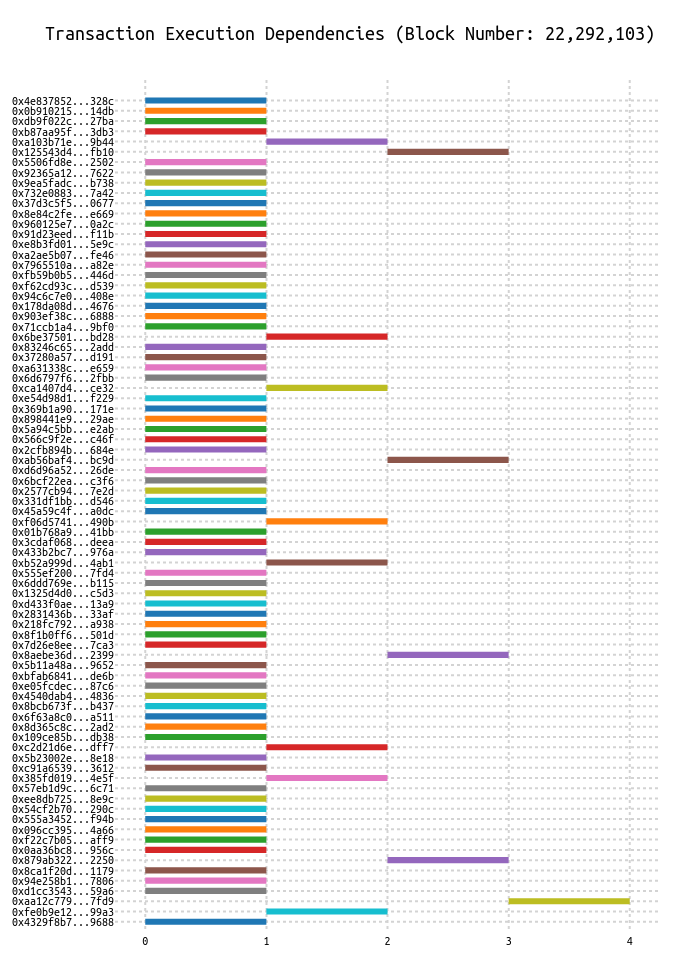 Transaction Execution Dependencies (Block Number: 22,292,103)
0x4e837852...328c
0x0b910215...14db
0xdb9f022c...27ba
0xb87aa95f...3db3
0xa103b71e...9b44
0x125543d4...fb10
0x5506fd8e...2502
0x92365a12...7622
0x9ea5fadc...b738
0x732e0883...7a42
0x37d3c5f5...0677
0x8e84c2fe...e669
0x960125e7...0a2c
0x91d23eed...f11b
0xe8b3fd01...5e9c
0xa2ae5b07...fe46
0x7965510a...a82e
0xfb59b0b5...446d
0xf62cd93c...d539
0x94c6c7e0...408e
0x178da08d...4676
0x903ef38c...6888
0x71ccb1a4...9bf0
0x6be37501...bd28
0x83246c65...2add
0x37280a57...d191
0xa631338c...e659
0x6d6797f6...2fbb
0xca1407d4...ce32
0xe54d98d1...f229
0x369b1a90...171e
0x898441e9...29ae
0x5a94c5bb...e2ab
0x566c9f2e...c46f
0x2cfb894b...684e
0xab56baf4...bc9d
0xd6d96a52...26de
0x6bcf22ea...c3f6
0x2577cb94...7e2d
0x331df1bb...d546
0x45a59c4f...a0dc
0xf06d5741...490b
0x01b768a9...41bb
0x3cdaf068...deea
0x433b2bc7...976a
0xb52a999d...4ab1
0x555ef200...7fd4
0x6ddd769e...b115
0x1325d4d0...c5d3
0xd433f0ae...13a9
0x2831436b...33af
0x218fc792...a938
0x8f1b0ff6...501d
0x7d26e8ee...7ca3
0x8aebe36d...2399
0x5b11a48a...9652
0xbfab6841...de6b
0xe05fcdec...87c6
0x4540dab4...4836
0x8bcb673f...b437
0x6f63a8c0...a511
0x8d365c8c...2ad2
0x109ce85b...db38
0xc2d21d6e...dff7
0x5b23002e...8e18
0xc91a6539...3612
0x385fd019...4e5f
0x57eb1d9c...6c71
0xee8db725...8e9c
0x54cf2b70...290c
0x555a3452...f94b
0x096cc395...4a66
0xf22c7b05...aff9
0x0aa36bc8...956c
0x879ab322...2250
0x8ca1f20d...1179
0x94e258b1...7806
0xd1cc3543...59a6
0xaa12c779...7fd9
0xfe0b9e12...99a3
0x4329f8b7...9688
0 1 2 3 4